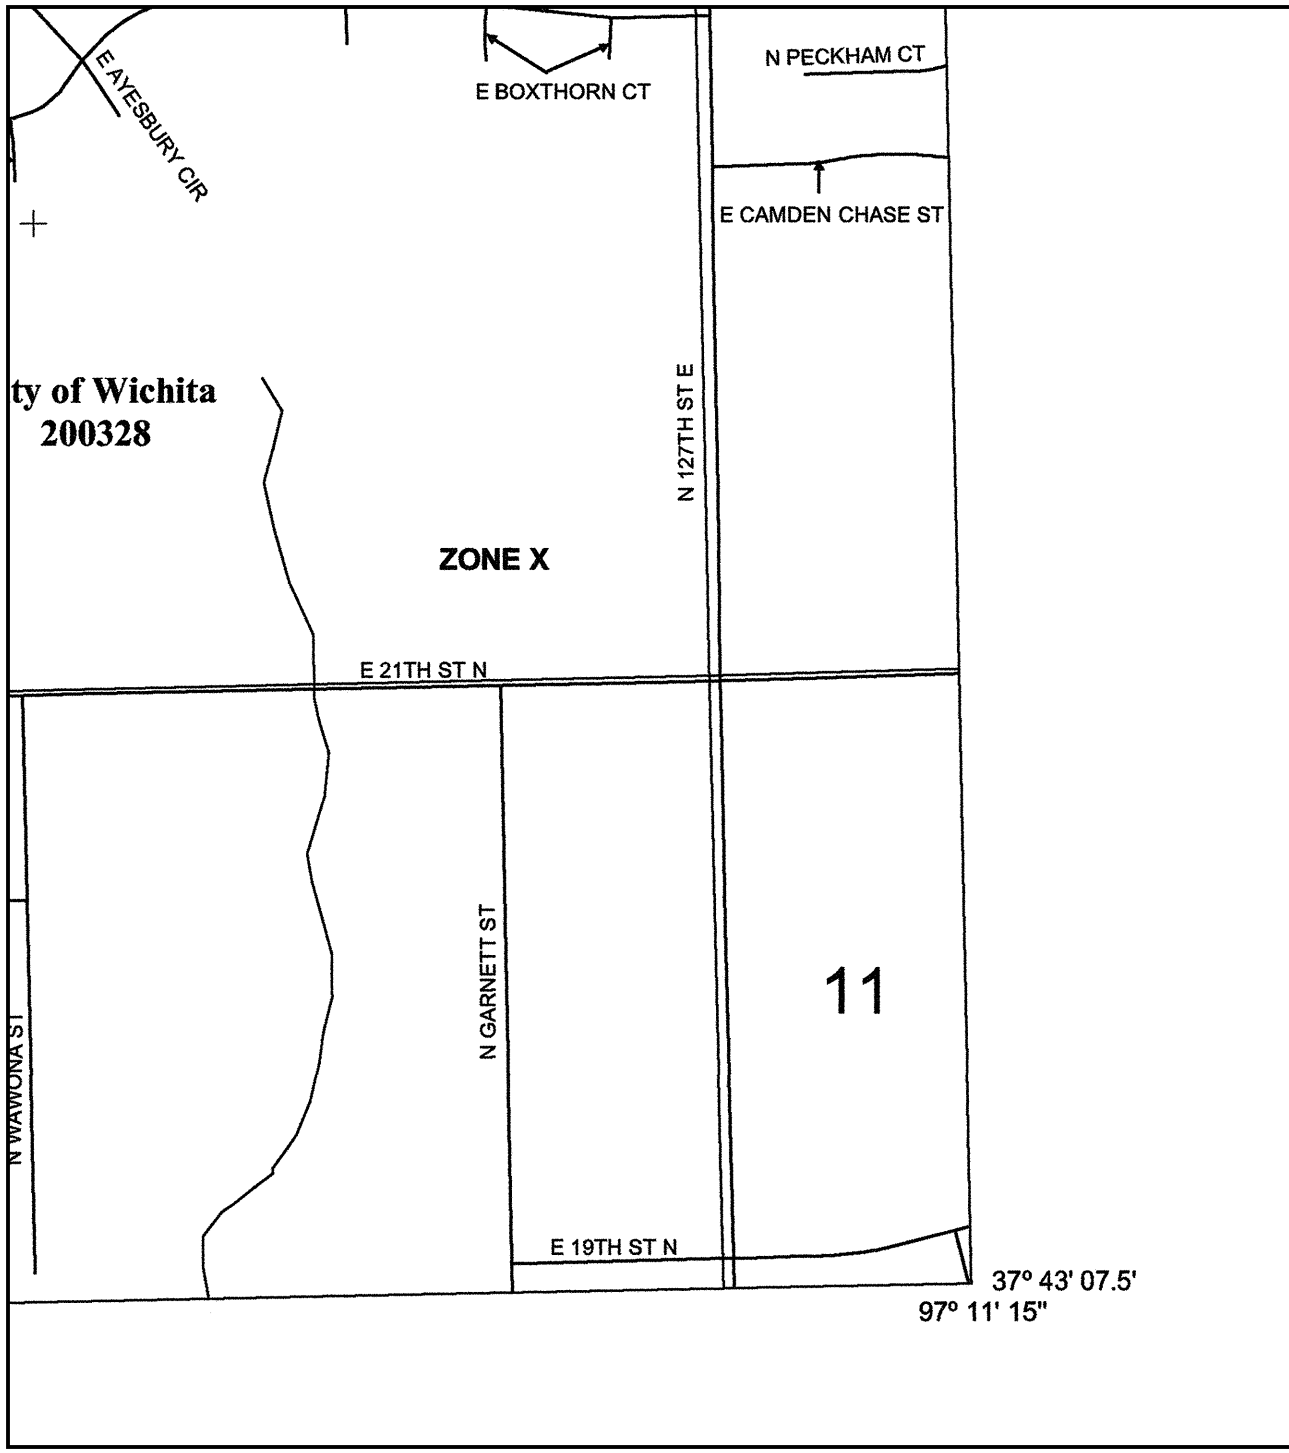 N PECKHAM CT
E AYESBURY CIR
E BOXTHORN CT
E CAMDEN CHASE ST
ty of Wichita
200328
N 127TH ST E
ZONE X
E 21TH ST N
N GARNETT ST
11
N WAWONA ST
E 19TH ST N
37º 43' 07.5'
97º 11' 15"